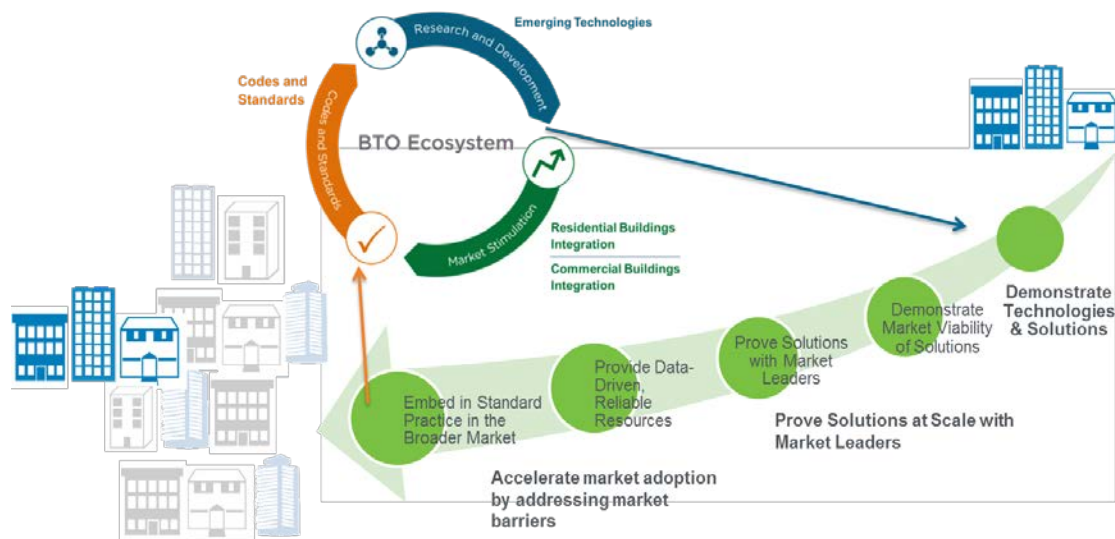 Emerging Technologies
Research and Development
Codes and
Standards
Codes and Standards
BTO Ecosystem
Market Stimulation
Residential Buildings
Integration
Commercial Buildings
Integration
Demonstrate
Technologies
& Solutions
Demonstrate
Market Viability
of Solutions
Prove Solutions
with Market
Leaders
Provide Data-
Driven,
Reliable
Resources
Embed in Standard
Practice in the
Broader Market
Prove Solutions at Scale with
Market Leaders
Accelerate market adoption
by addressing market
barriers